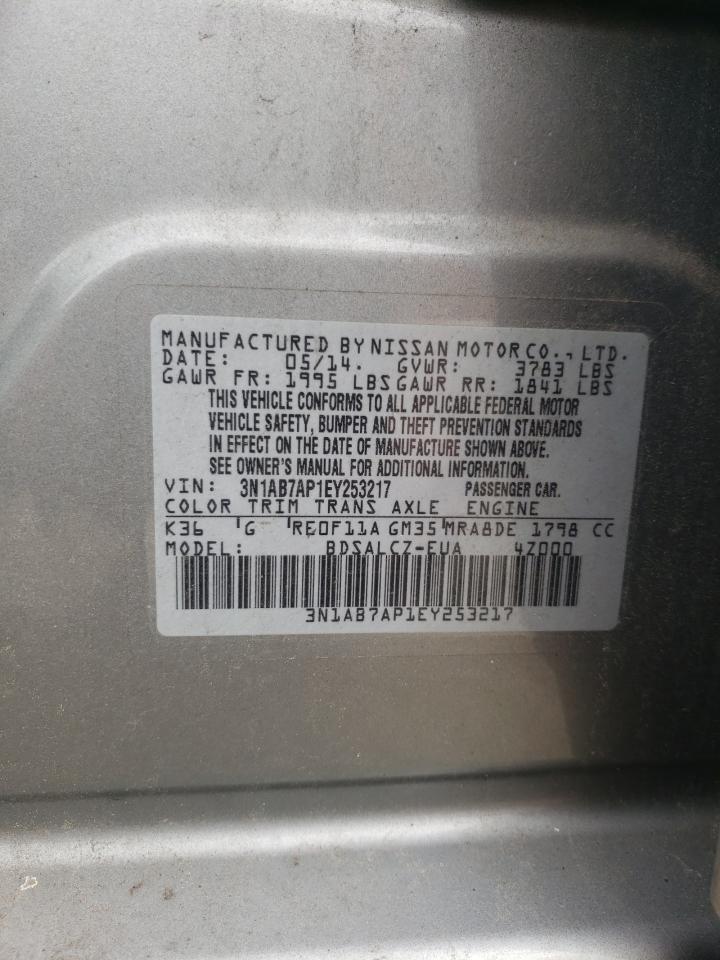 MANUFACTURED BY NISSAN MOTOR CO., LTD.
DATE: 05/14. GVWR: 3783 LBS
GAWR FR: 1995 LBS GAWR RR: 1841 LBS
THIS VEHICLE CONFORMS TO ALL APPLICABLE FEDERAL MOTOR
VEHICLE SAFETY, BUMPER AND THEFT PREVENTION STANDARDS
IN EFFECT ON THE DATE OF MANUFACTURE SHOWN ABOVE.
SEE OWNER'S MANUAL FOR ADDITIONAL INFORMATION.
VIN: 3N1AB7AP1EY253217 PASSENGER CAR.
COLOR TRIM TRANS AXLE ENGINE
K36 'G 'RE0F11A GM35'MRA8DE 1798 CC
MODEL: BDSALCZ-EUA 4Z000
3N1AB7AP1EY253217